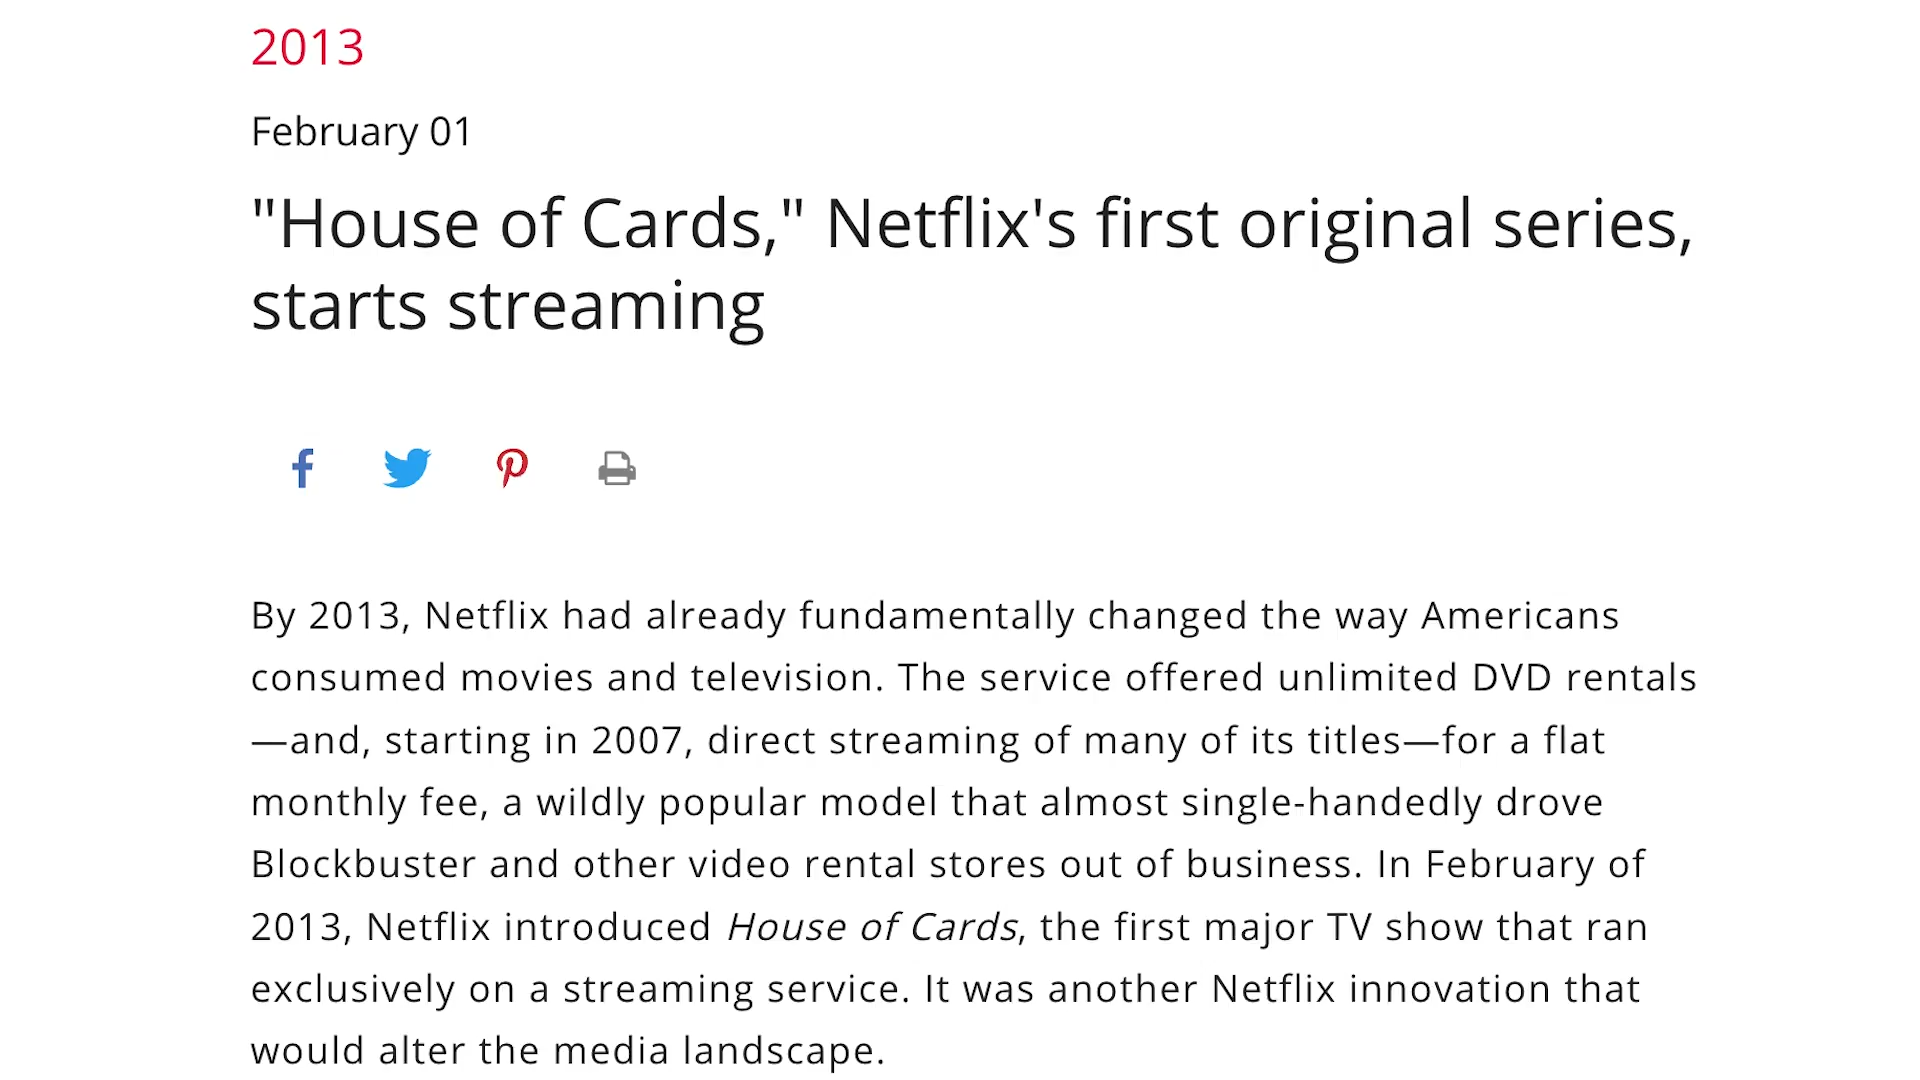 2013
February 01
"House of Cards," Netflix's first original series,
starts streaming
By 2013, Netflix had already fundamentally changed the way Americans
consumed movies and television. The service offered unlimited DVD rentals
—and, starting in 2007, direct streaming of many of its titles—for a flat
monthly fee, a wildly popular model that almost single-handedly drove
Blockbuster and other video rental stores out of business. In February of
2013, Netflix introduced House of Cards, the first major TV show that ran
exclusively on a streaming service. It was another Netflix innovation that
would alter the media landscape.